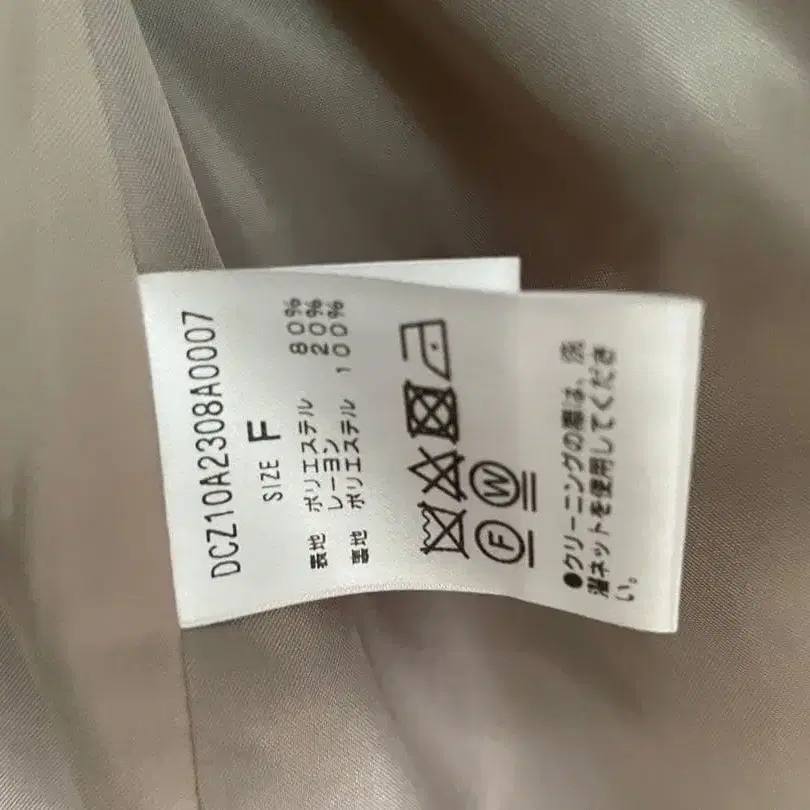 DCZ10A2308A0007
SIZE F
表地 ポリエステル 80%
レーヨン 20%
裏地 ポリエステル 100%
F W
●クリーニングの際は、洗
濯ネットを使用してくださ
い。